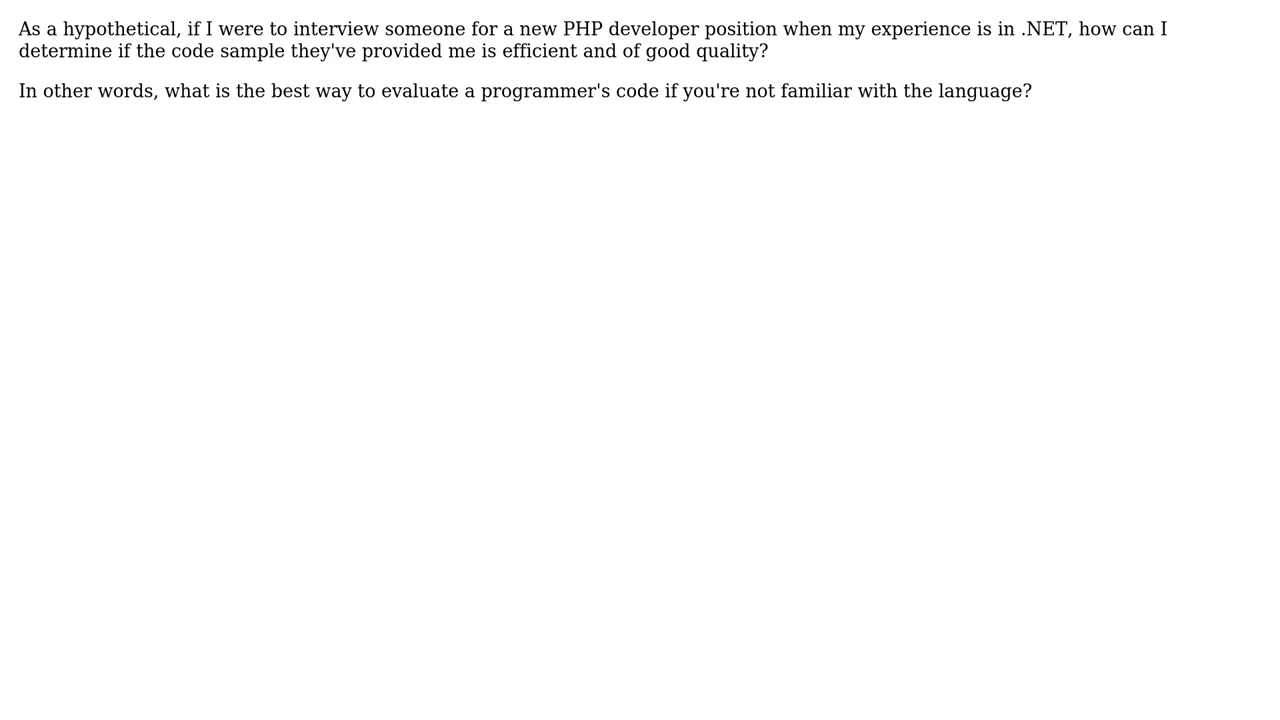 As a hypothetical, if I were to interview someone for a new PHP developer position when my experience is in .NET, how can I
determine if the code sample they've provided me is efficient and of good quality?
In other words, what is the best way to evaluate a programmer's code if you're not familiar with the language?